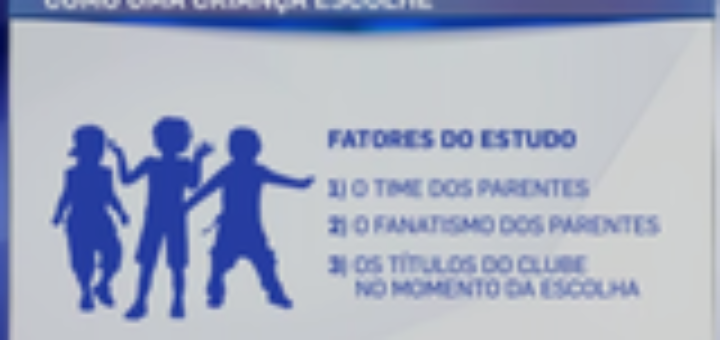 COMO UMA CRIANÇA ESCOLHE
FATORES DO ESTUDO
1) O TIME DOS PARENTES
2) O FANATISMO DOS PARENTES
3) OS TÍTULOS DO CLUBE
NO MOMENTO DA ESCOLHA